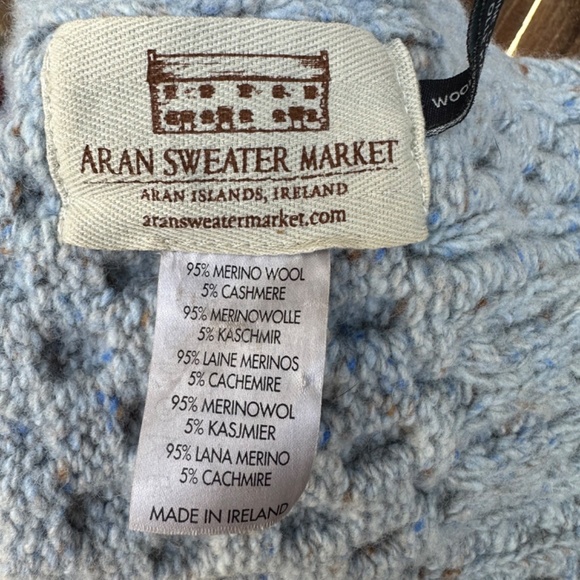 ARAN SWEATER MARKET
ARAN ISLANDS, IRELAND
aransweatermarket.com
95% MERINO WOOL
5% CASHMERE
95% MERINOWOLLE
5% KASCHMIR
95% LAINE MERINOS
5% CACHEMIRE
95% MERINOWOL
5% KASJMIER
95% LANA MERINO
5% CACHMIRE
MADE IN IRELAND